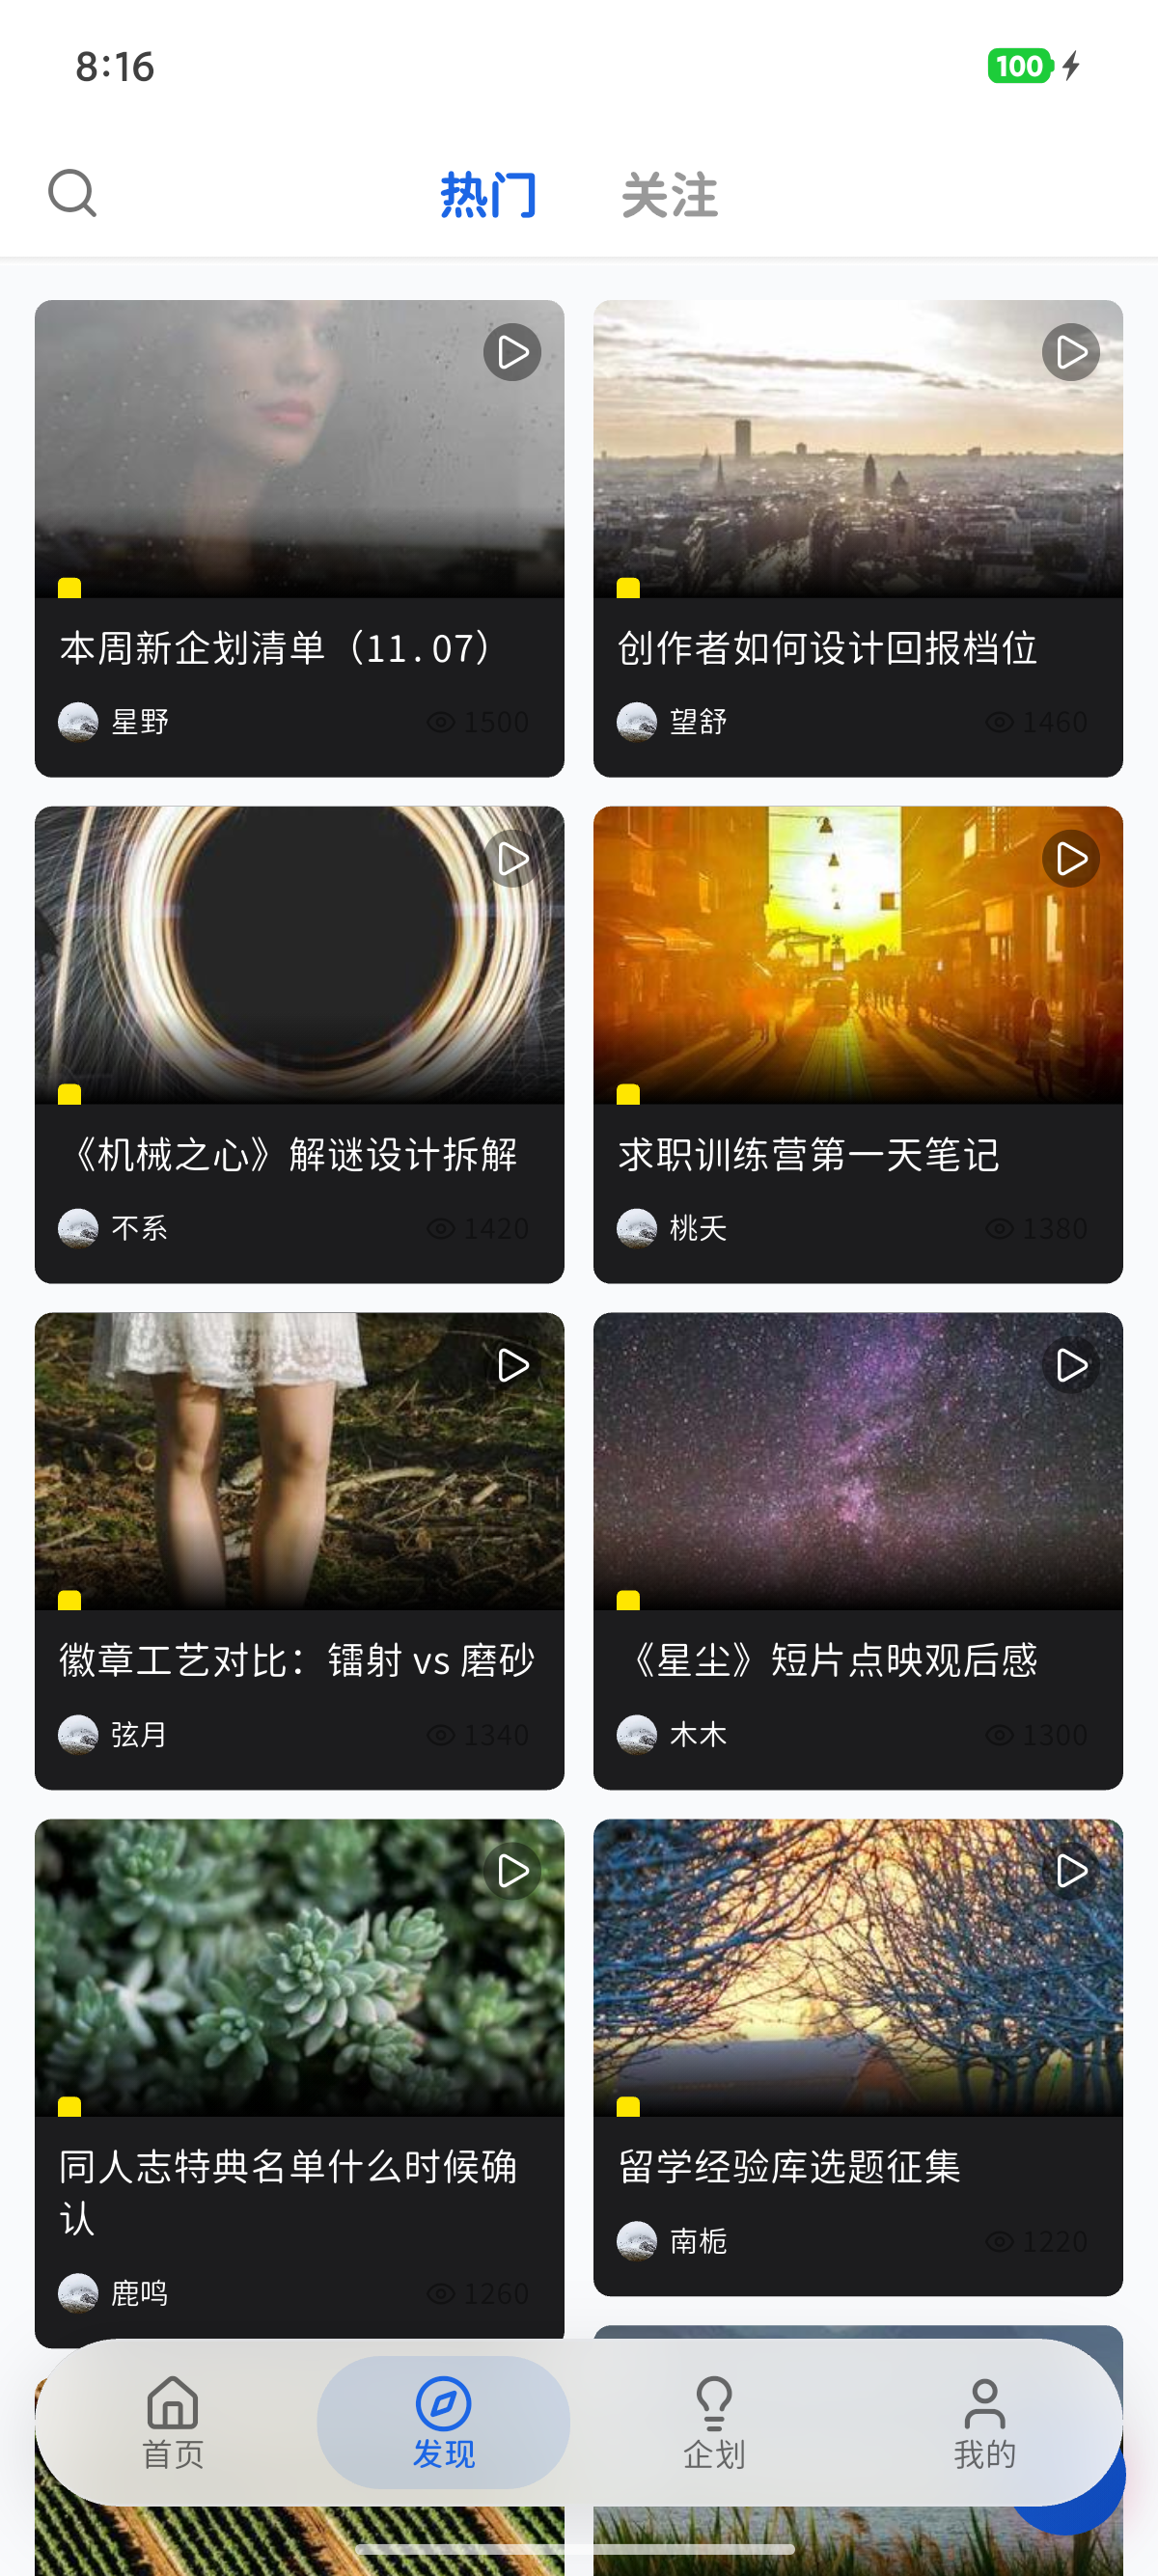 8:16
100
热门 关注
本周新企划清单（11.07）
星野 1500
创作者如何设计回报档位
望舒 1460
《机械之心》解谜设计拆解
不系 1420
求职训练营第一天笔记
桃夭 1380
徽章工艺对比：镭射 vs 磨砂
弦月 1340
《星尘》短片点映观后感
木木 1300
同人志特典名单什么时候确
认
鹿鸣 1260
留学经验库选题征集
南栀 1220
首页 发现 企划 我的